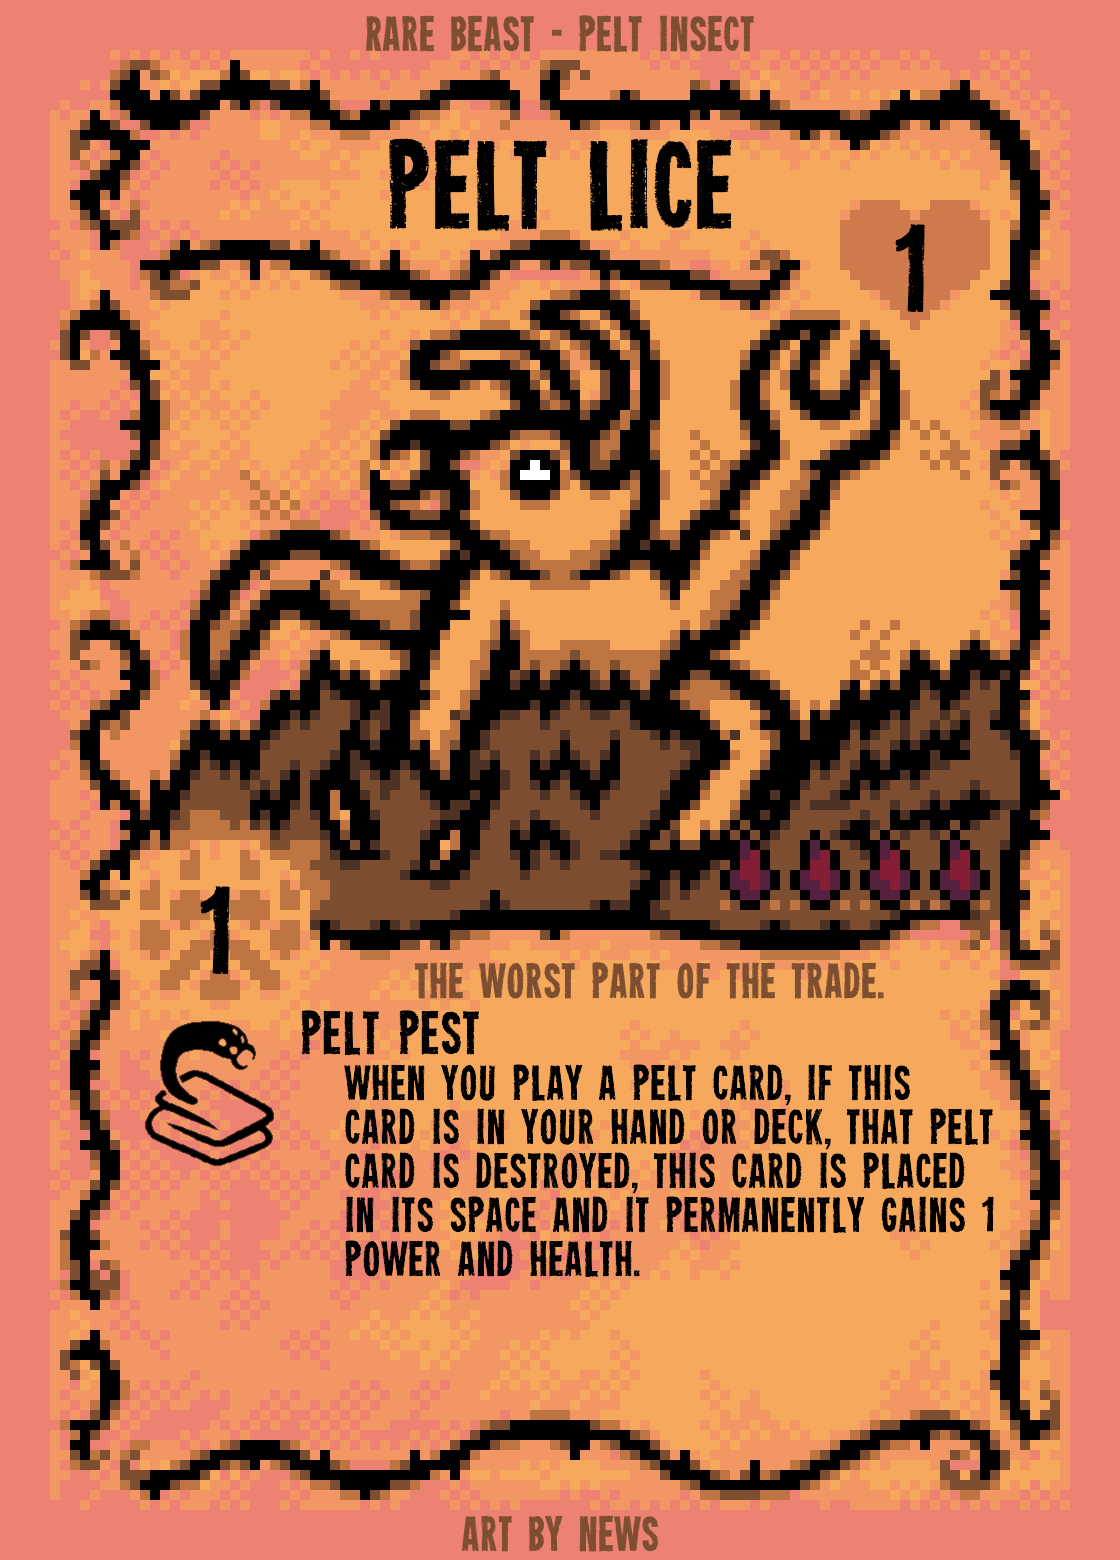 RARE BEAST - PELT INSECT
PELT LICE
1
1
THE WORST PART OF THE TRADE.
PELT PEST
WHEN YOU PLAY A PELT CARD, IF THIS
CARD IS IN YOUR HAND OR DECK, THAT PELT
CARD IS DESTROYED, THIS CARD IS PLACED
IN ITS SPACE AND IT PERMANENTLY GAINS 1
POWER AND HEALTH.
ART BY NEWS